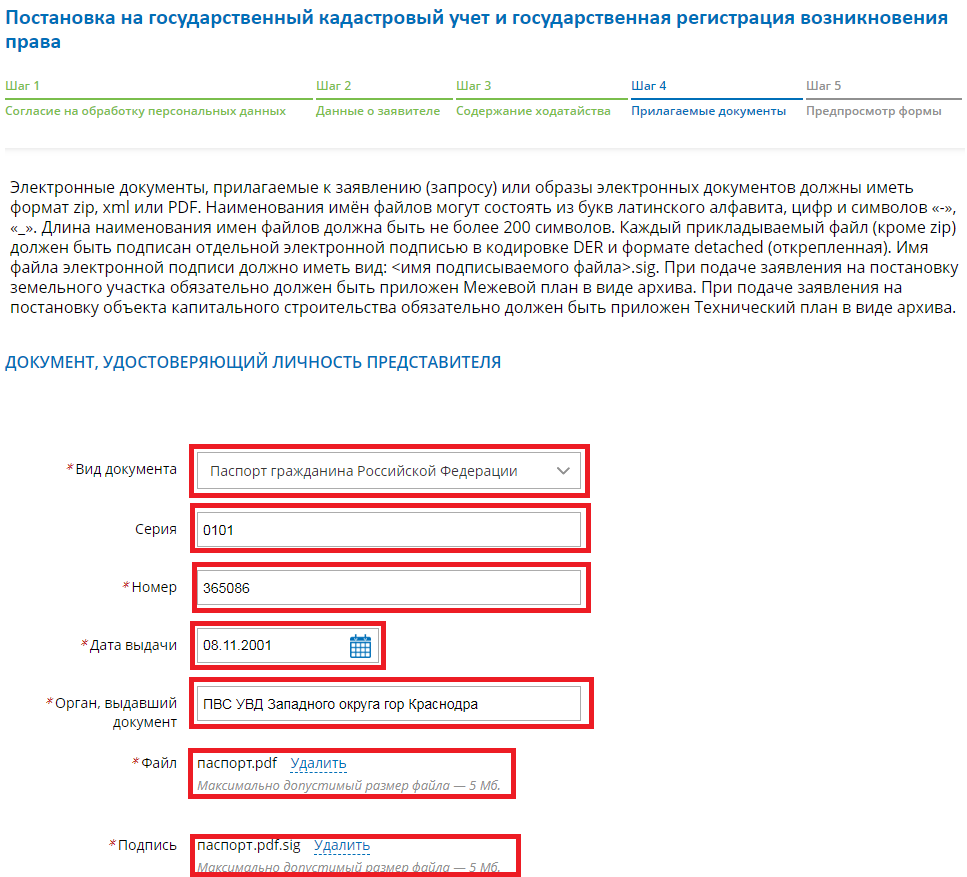 Постановка на государственный кадастровый учет и государственная регистрация возникновения
права
Шаг 1 Шаг 2 Шаг 3 Шаг 4 Шаг 5
Согласие на обработку персональных данных Данные о заявителе Содержание ходатайства Прилагаемые документы Предпросмотр формы
Электронные документы, прилагаемые к заявлению (запросу) или образы электронных документов должны иметь
формат zip, xml или PDF. Наименования имён файлов могут состоять из букв латинского алфавита, цифр и символов «-»,
«_». Длина наименования имен файлов должна быть не более 200 символов. Каждый прикладываемый файл (кроме zip)
должен быть подписан отдельной электронной подписью в кодировке DER и формате detached (открепленная). Имя
файла электронной подписи должно иметь вид: <имя подписываемого файла>.sig. При подаче заявления на постановку
земельного участка обязательно должен быть приложен Межевой план в виде архива. При подаче заявления на
постановку объекта капитального строительства обязательно должен быть приложен Технический план в виде архива.
ДОКУМЕНТ, УДОСТОВЕРЯЮЩИЙ ЛИЧНОСТЬ ПРЕДСТАВИТЕЛЯ
*Вид документа Паспорт гражданина Российской Федерации
Серия 0101
*Номер 365086
*Дата выдачи 08.11.2001
*Орган, выдавший
документ ПВС УВД Западного округа гор Краснодра
*Файл паспорт.pdf Удалить
Максимально допустимый размер файла — 5 Мб.
*Подпись паспорт.pdf.sig Удалить
Максимально допустимый размер файла — 5 Мб.